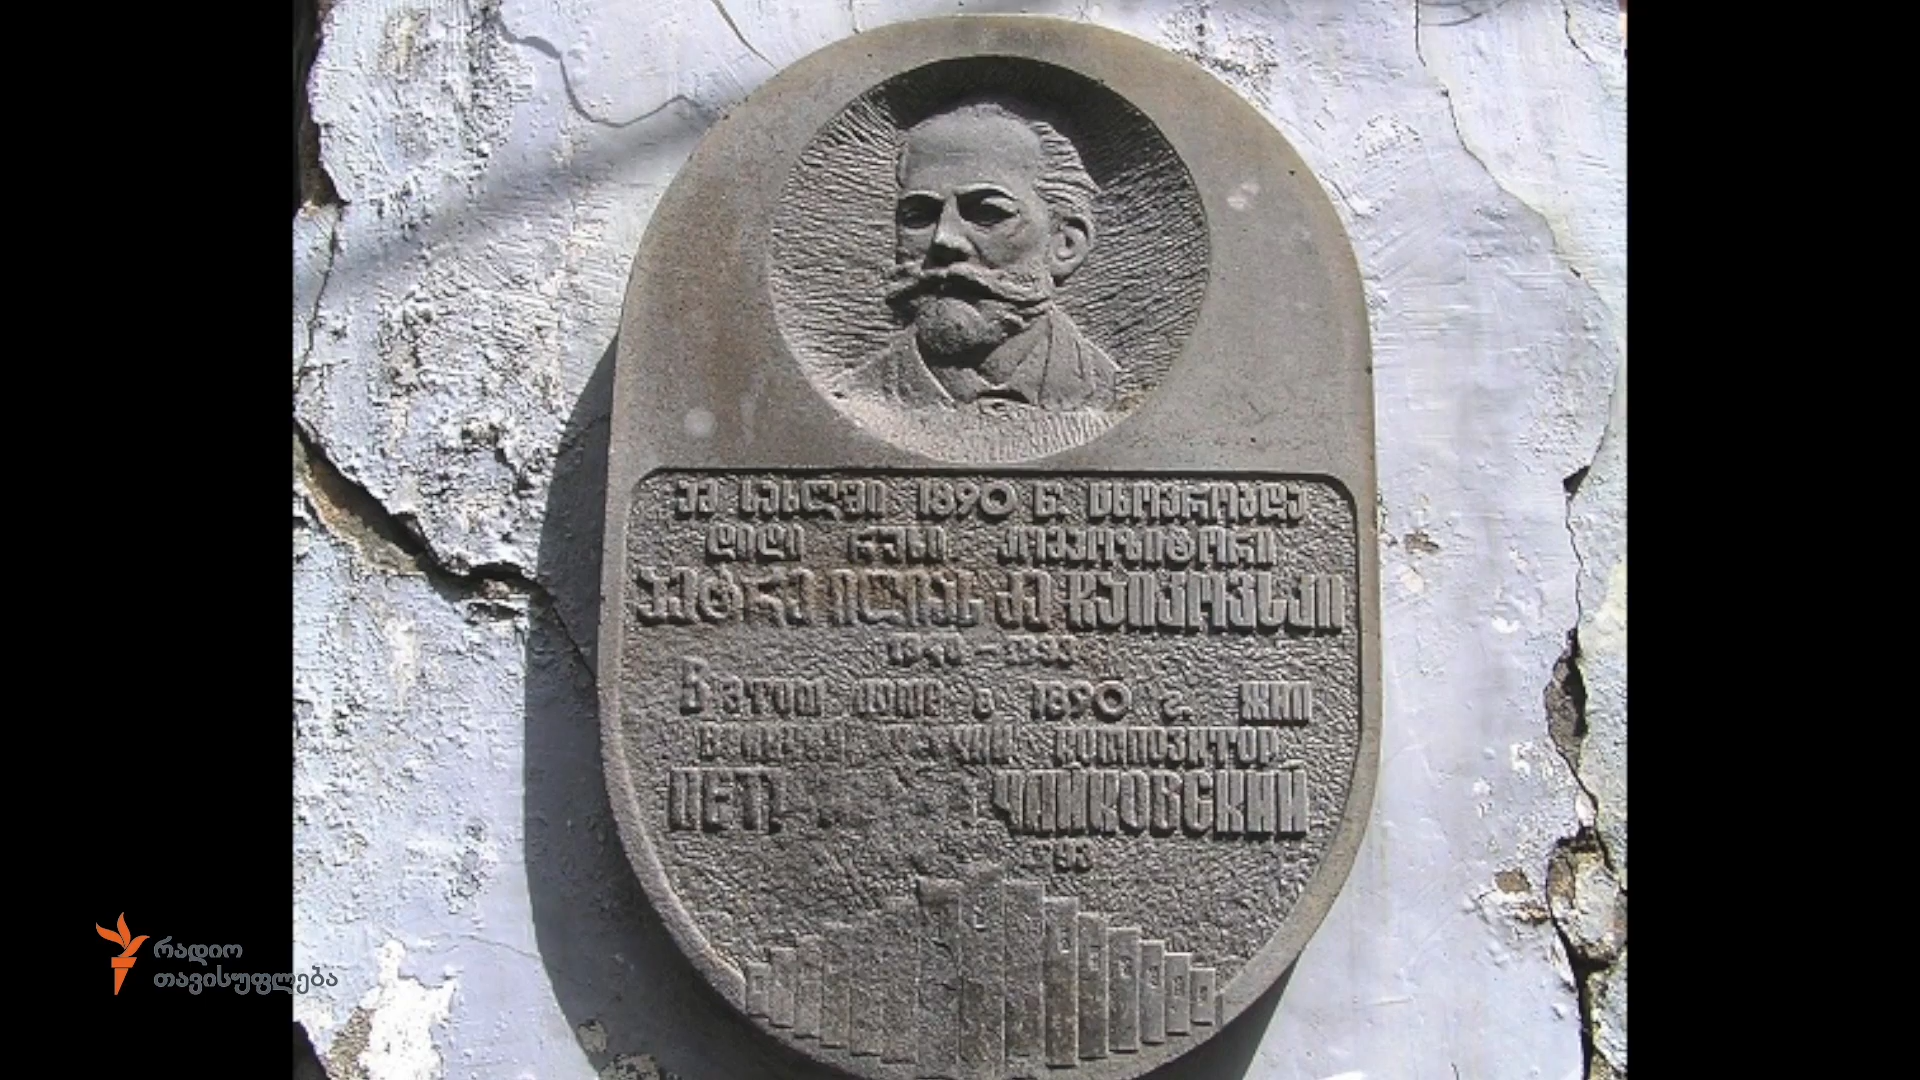 ამ სახლში 1890 წ. ცხოვრობდა
დიდი რუსი კომპოზიტორი
პეტრე ილიას ძე ჩაიკოვსკი
1840 – 1893
В этом доме в 1890 г. жил
композитор
Чайковский
რადიო
თავისუფლება